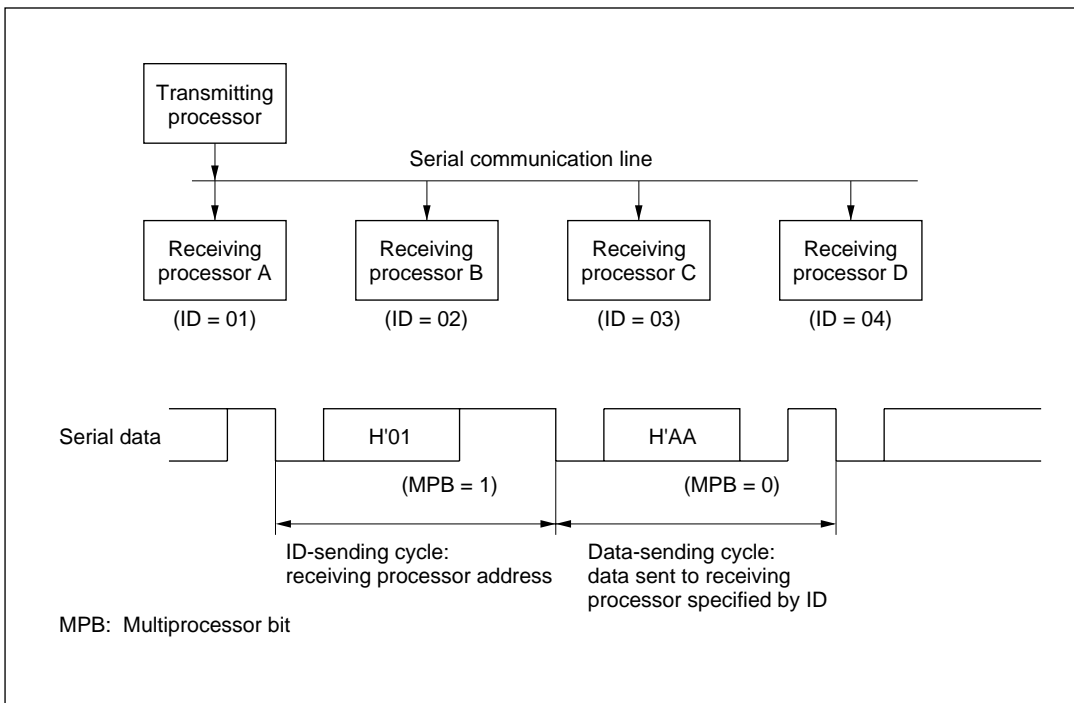 Transmitting
processor
Serial communication line
Receiving
processor A
Receiving
processor B
Receiving
processor C
Receiving
processor D
(ID = 01)
(ID = 02)
(ID = 03)
(ID = 04)
Serial data
H'01
H'AA
(MPB = 1)
(MPB = 0)
ID-sending cycle:
receiving processor address
Data-sending cycle:
data sent to receiving
processor specified by ID
MPB: Multiprocessor bit